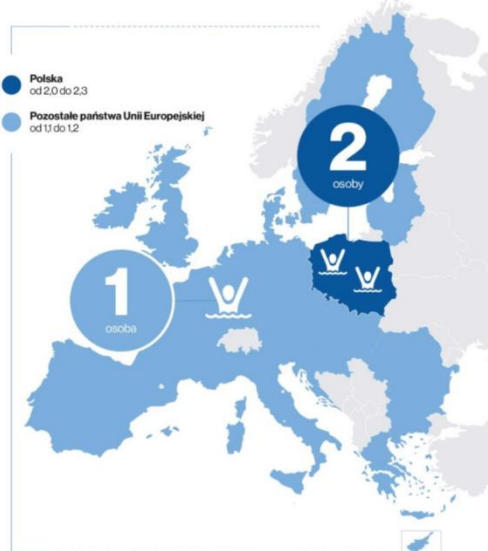 Polska
od 2,0 do 2,3
Pozostałe państwa Unii Europejskiej
od 1,1 do 1,2
2
osoby
1
osoba